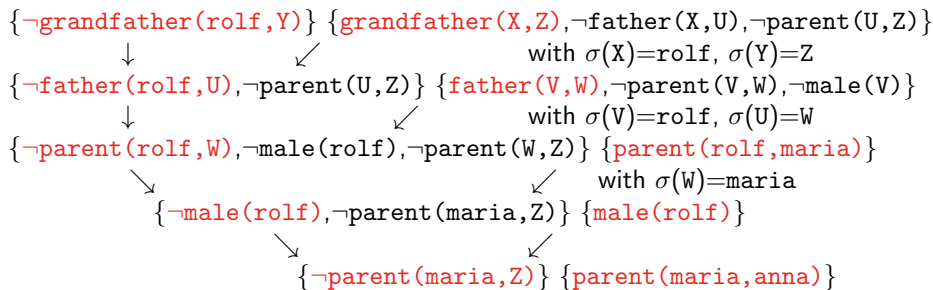 {¬grandfather(rolf,Y)} {grandfather(X,Z),¬father(X,U),¬parent(U,Z)}
↓ ↙ with σ(X)=rolf, σ(Y)=Z
{¬father(rolf,U),¬parent(U,Z)} {father(V,W),¬parent(V,W),¬male(V)}
↓ ↙ with σ(V)=rolf, σ(U)=W
{¬parent(rolf,W),¬male(rolf),¬parent(W,Z)} {parent(rolf,maria)}
↘ ↙ with σ(W)=maria
{¬male(rolf),¬parent(maria,Z)} {male(rolf)}
↘ ↙
{¬parent(maria,Z)} {parent(maria,anna)}